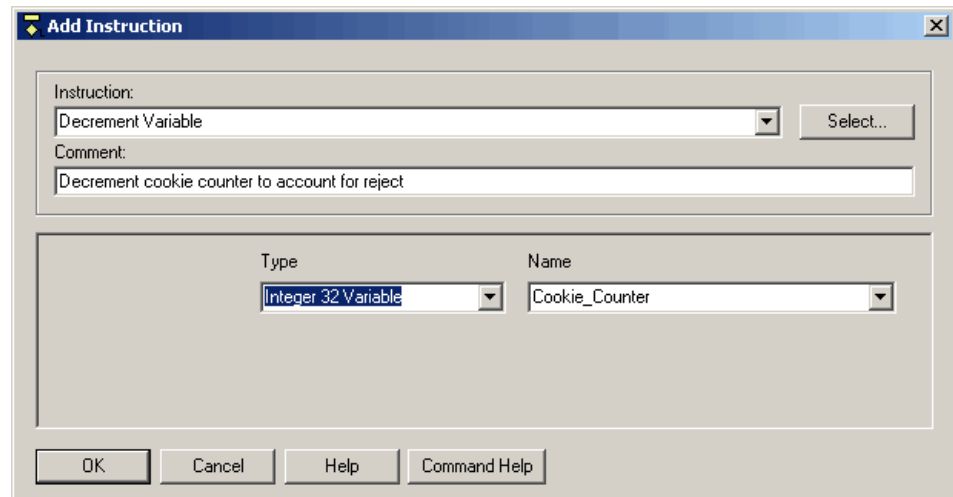 Add Instruction
Instruction:
Decrement Variable
Select...
Comment:
Decrement cookie counter to account for reject
Type
Name
Integer 32 Variable
Cookie_Counter
OK
Cancel
Help
Command Help